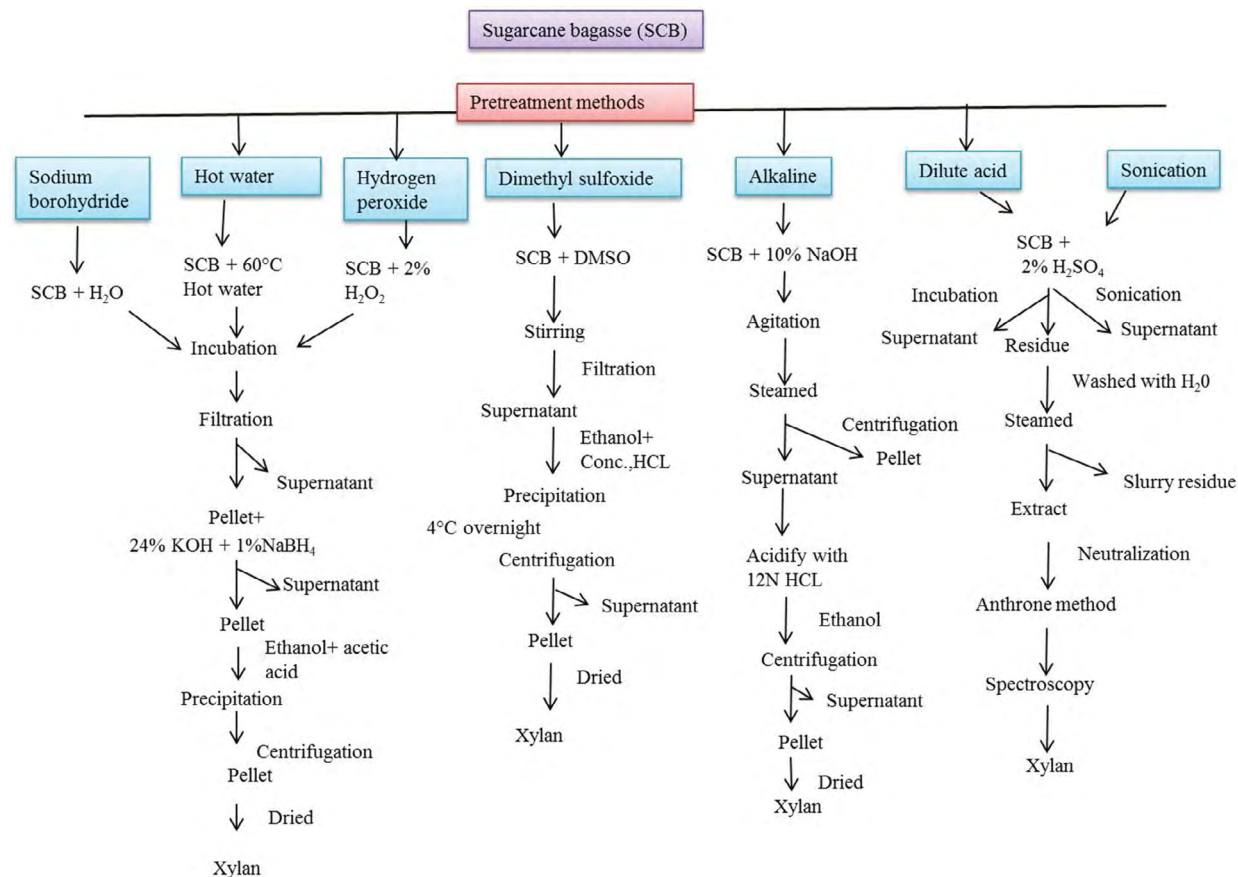 Sugarcane bagasse (SCB)
Pretreatment methods
Sodium
borohydride
Hot water
Hydrogen
peroxide
Dimethyl sulfoxide
Alkaline
Dilute acid
Sonication
SCB + H₂O
SCB + 60°C
Hot water
SCB + 2%
H₂O₂
Incubation
Filtration
Supernatant
Pellet+
24% KOH + 1%NaBH₄
Supernatant
Pellet
Ethanol+ acetic
acid
Precipitation
Centrifugation
Pellet
Dried
Xylan
SCB + DMSO
Stirring
Filtration
Supernatant
Ethanol+
Conc.,HCL
Precipitation
4°C overnight
Centrifugation
Supernatant
Pellet
Dried
Xylan
SCB + 10% NaOH
Agitation
Steamed
Centrifugation
Pellet
Supernatant
Acidify with
12N HCL
Ethanol
Centrifugation
Supernatant
Pellet
Dried
Xylan
SCB +
2% H₂SO₄
Incubation
Sonication
Supernatant
Residue
Supernatant
Washed with H₂0
Steamed
Slurry residue
Extract
Neutralization
Anthrone method
Spectroscopy
Xylan